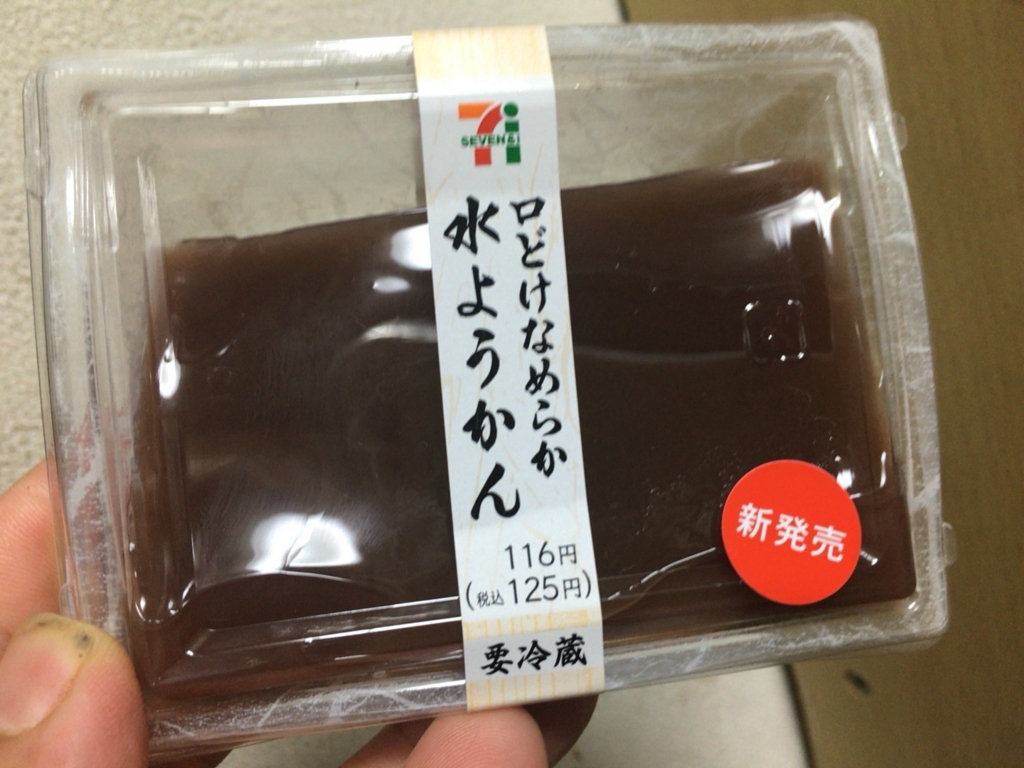 SEVEN&i
口どけなめらか
水ようかん
116円
(税込125円)
要冷蔵
新発売